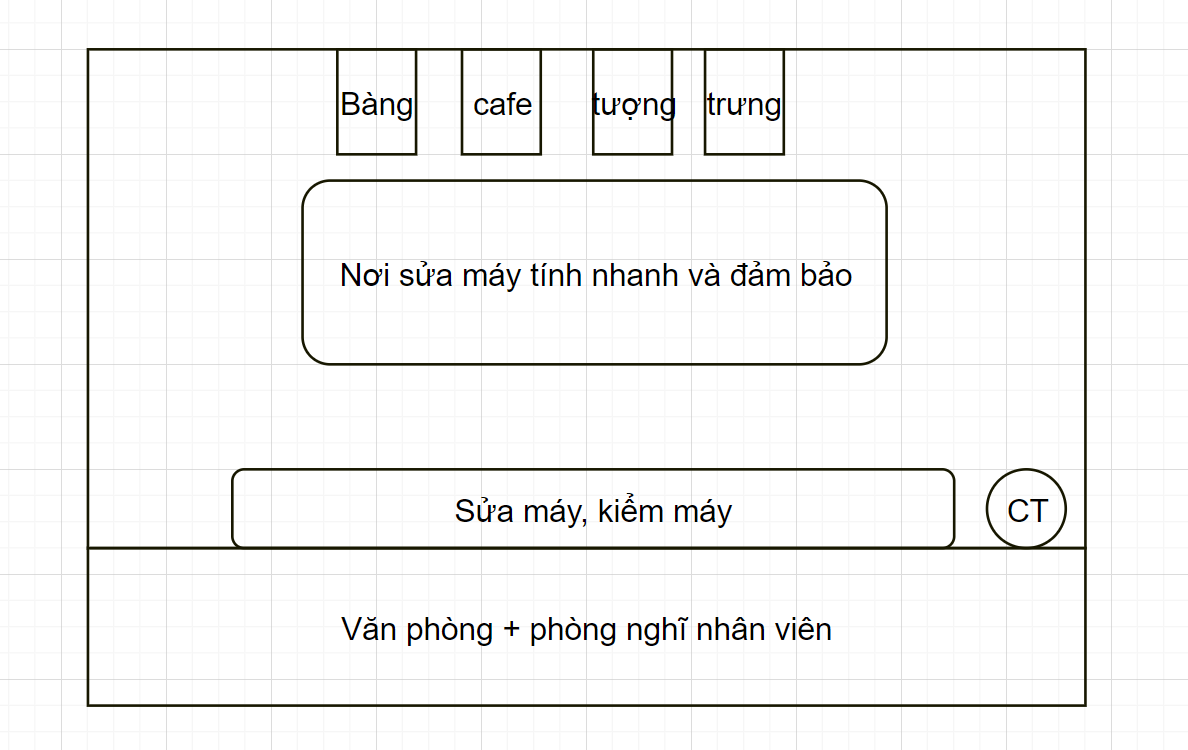 Bàng cafe tượng trưng
Nơi sửa máy tính nhanh và đảm bảo
Sửa máy, kiểm máy CT
Văn phòng + phòng nghĩ nhân viên